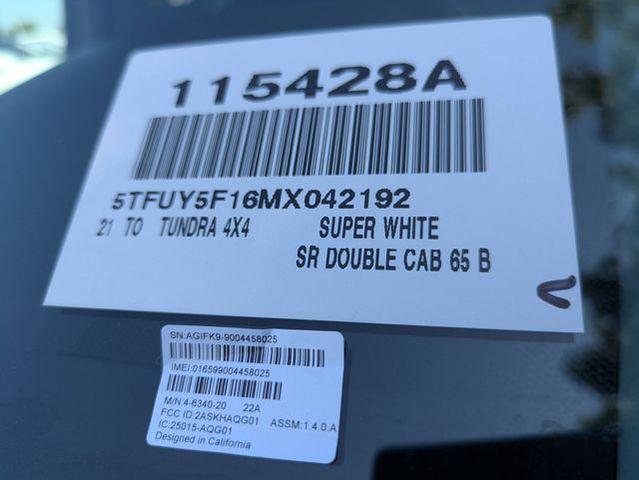 115428A
5TFUY5F16MX042192
21 TO TUNDRA 4X4 SUPER WHITE
SR DOUBLE CAB 65 B
SN:AGIFK9-9004458025
IMEI:016599004458025
M/N:4-6340-20 22A
FCC ID:2ASKHAQG01 ASSM:1.4.0.A
IC:25015-AQG01
Designed in California